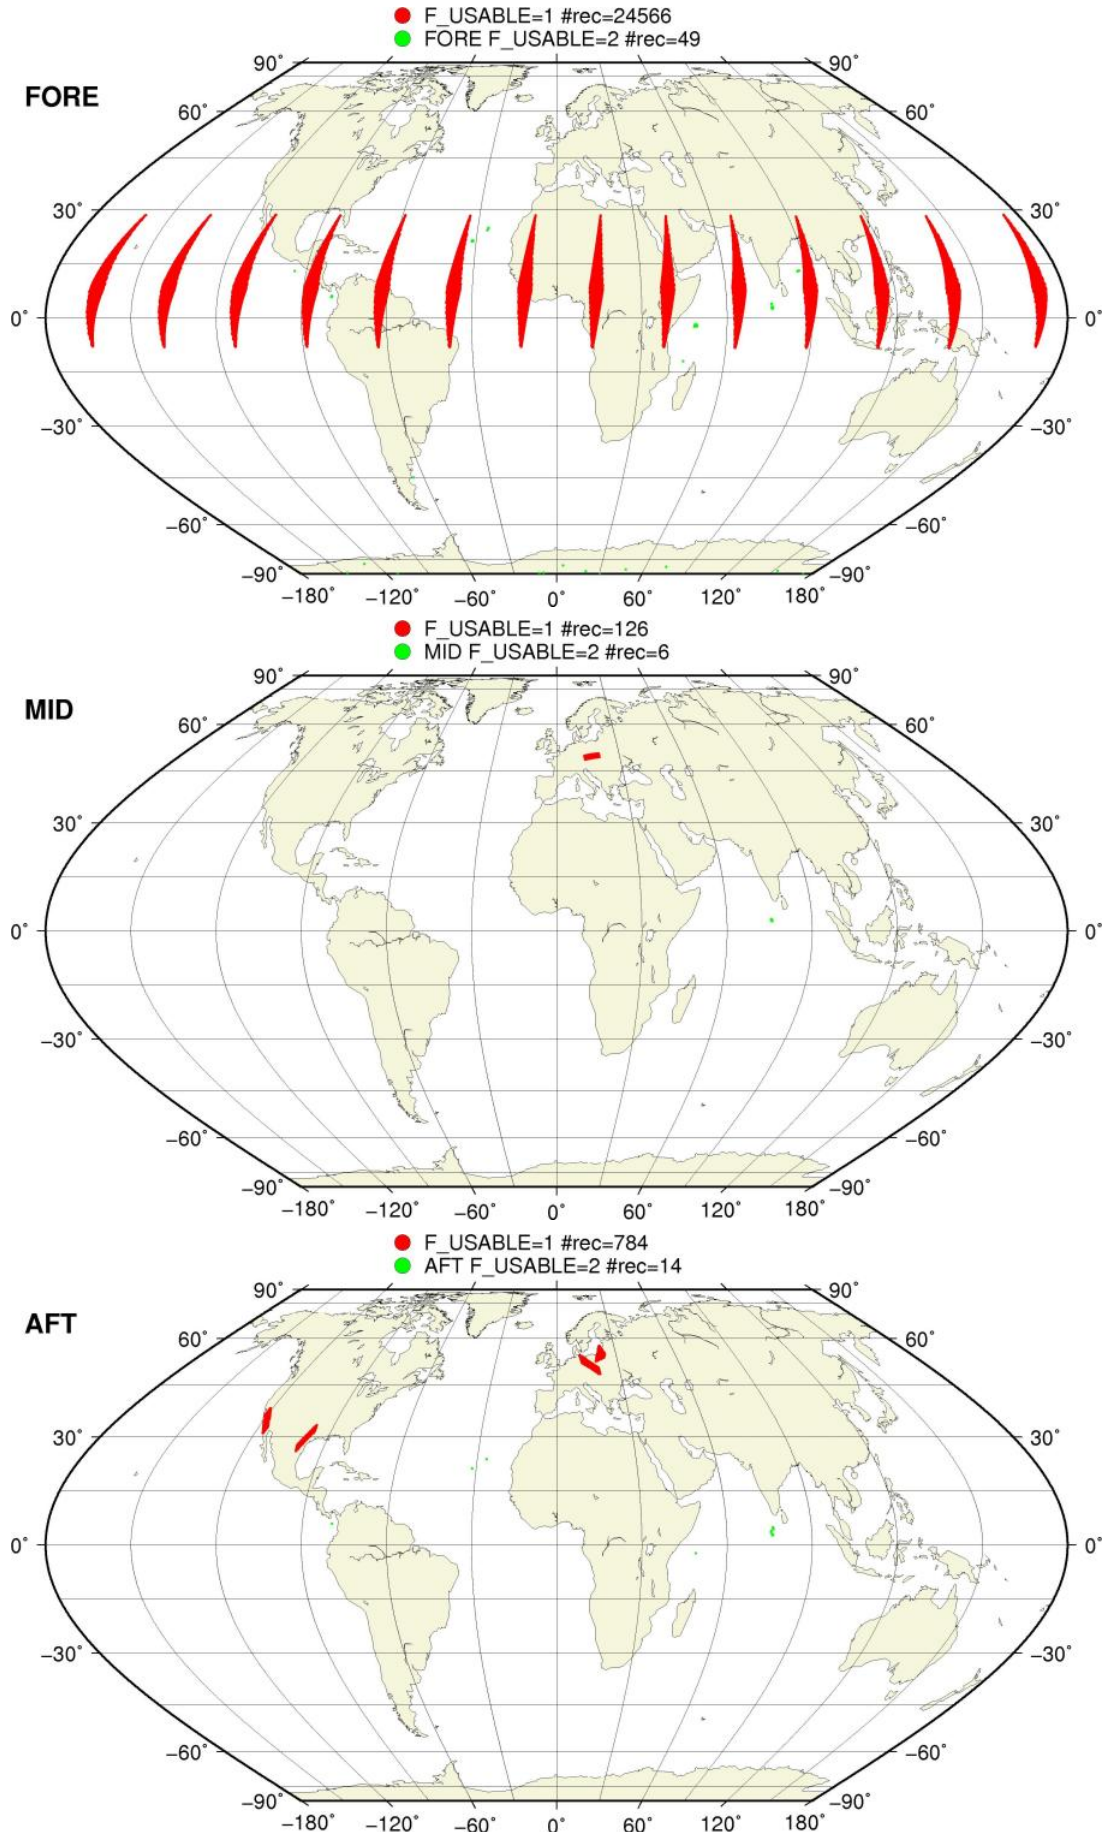 F_USABLE=1 #rec=24566
FORE F_USABLE=2 #rec=49
90° 90°
FORE
60° 60°
30° 30°
0° 0°
−30° −30°
−60° −60°
−90° −90°
−180° −120° −60° 0° 60° 120° 180°
F_USABLE=1 #rec=126
MID F_USABLE=2 #rec=6
90° 90°
MID
60° 60°
30° 30°
0° 0°
−30° −30°
−60° −60°
−90° −90°
−180° −120° −60° 0° 60° 120° 180°
F_USABLE=1 #rec=784
AFT F_USABLE=2 #rec=14
90° 90°
AFT
60° 60°
30° 30°
0° 0°
−30° −30°
−60° −60°
−90° −90°
−180° −120° −60° 0° 60° 120° 180°